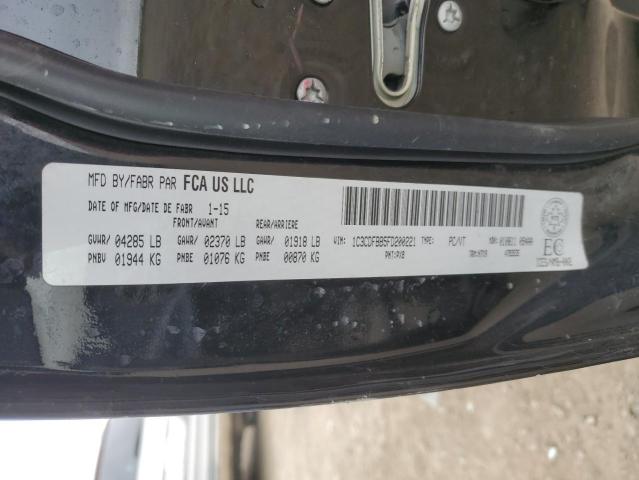 MFD BY/FABR PAR FCA US LLC
DATE OF MFG/DATE DE FABR 1-15
FRONT/AVANT REAR/ARRIERE
GVWR/04285 LB GAWR/02370 LB GAWR/01918 LB
PNBV 01944 KG PNBE 01076 KG PNBE 00870 KG
VIN: 1C3CDFBB5FD200221 TYPE: PC/VT
PNT:PX8
EC